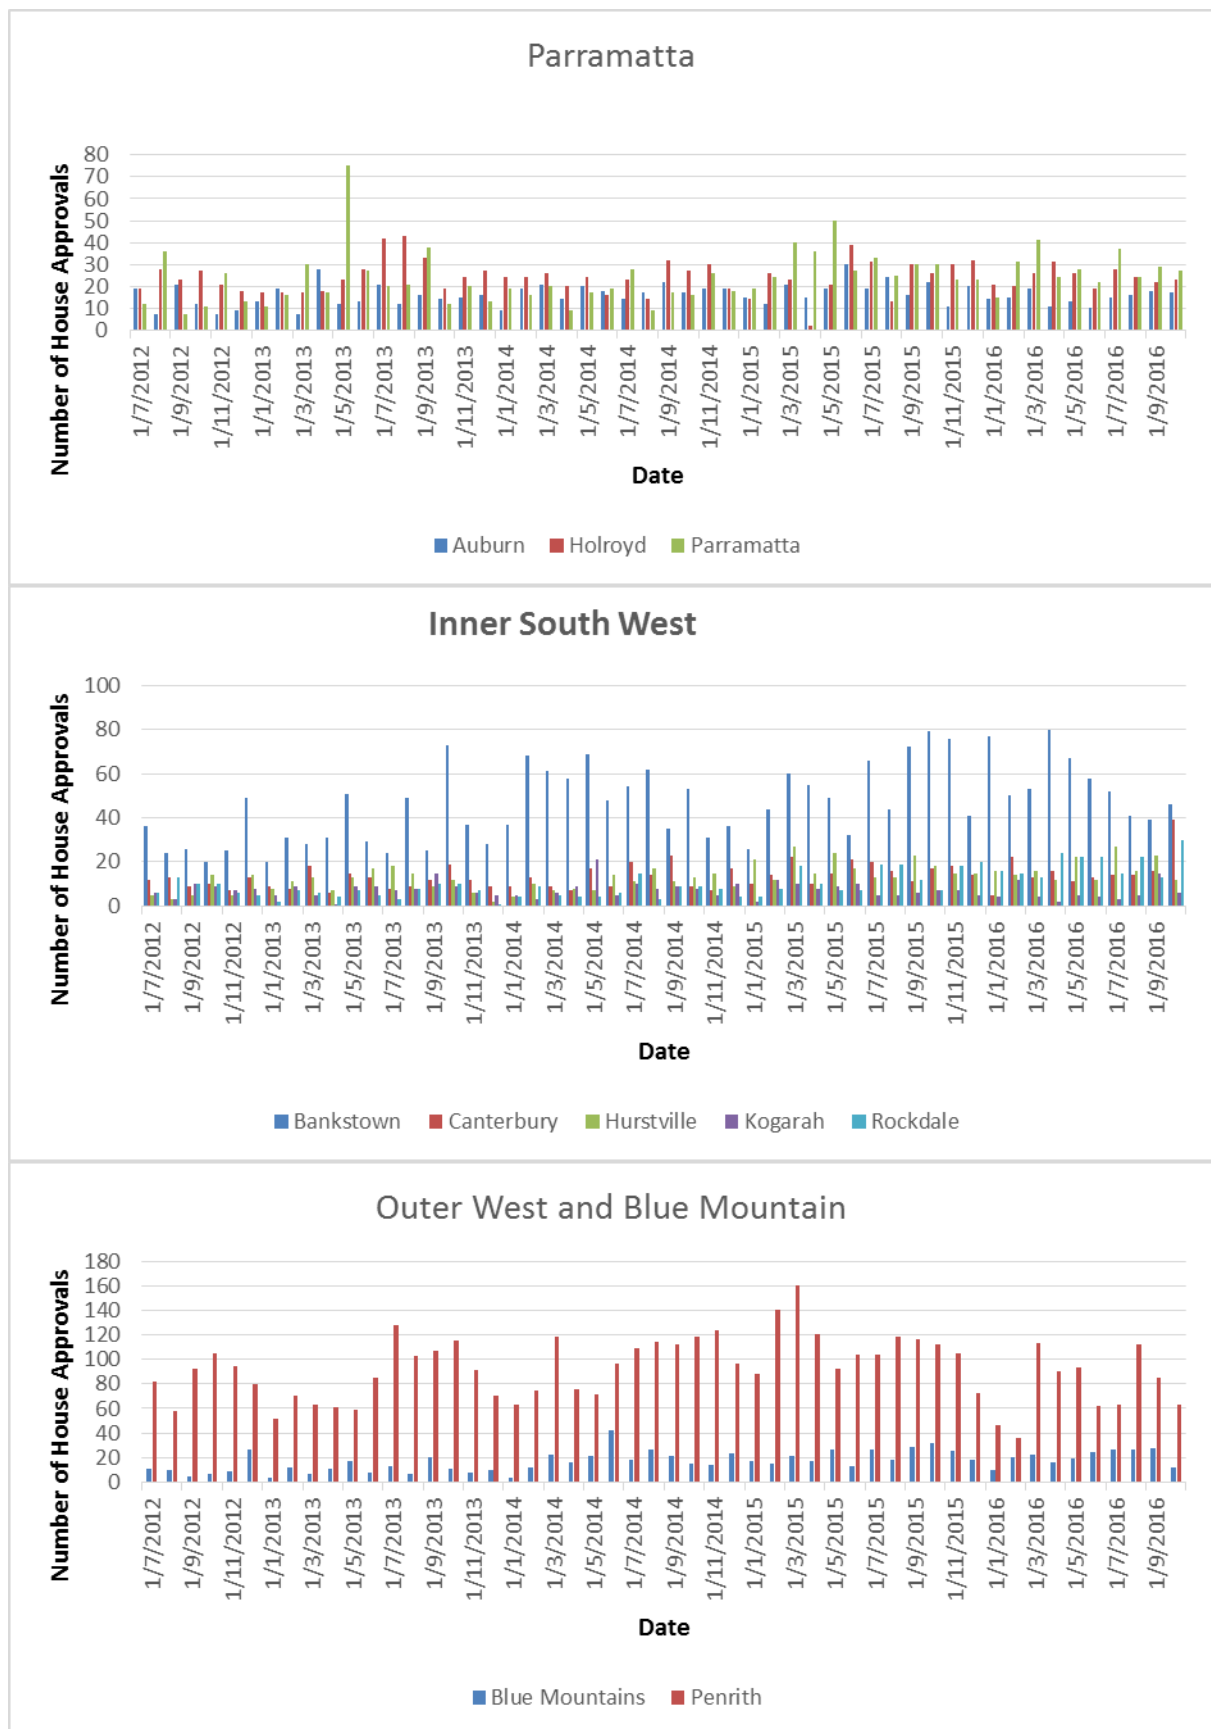 Parramatta
Number of House Approvals
80
70
60
50
40
30
20
10
0
1/7/2012 1/9/2012 1/11/2012 1/1/2013 1/3/2013 1/5/2013 1/7/2013 1/9/2013 1/11/2013 1/1/2014 1/3/2014 1/5/2014 1/7/2014 1/9/2014 1/11/2014 1/1/2015 1/3/2015 1/5/2015 1/7/2015 1/9/2015 1/11/2015 1/1/2016 1/3/2016 1/5/2016 1/7/2016 1/9/2016
Date
Auburn Holroyd Parramatta
Inner South West
Number of House Approvals
100
80
60
40
20
0
1/7/2012 1/9/2012 1/11/2012 1/1/2013 1/3/2013 1/5/2013 1/7/2013 1/9/2013 1/11/2013 1/1/2014 1/3/2014 1/5/2014 1/7/2014 1/9/2014 1/11/2014 1/1/2015 1/3/2015 1/5/2015 1/7/2015 1/9/2015 1/11/2015 1/1/2016 1/3/2016 1/5/2016 1/7/2016 1/9/2016
Date
Bankstown Canterbury Hurstville Kogarah Rockdale
Outer West and Blue Mountain
Number of House Approvals
180
160
140
120
100
80
60
40
20
0
1/7/2012 1/9/2012 1/11/2012 1/1/2013 1/3/2013 1/5/2013 1/7/2013 1/9/2013 1/11/2013 1/1/2014 1/3/2014 1/5/2014 1/7/2014 1/9/2014 1/11/2014 1/1/2015 1/3/2015 1/5/2015 1/7/2015 1/9/2015 1/11/2015 1/1/2016 1/3/2016 1/5/2016 1/7/2016 1/9/2016
Date
Blue Mountains Penrith